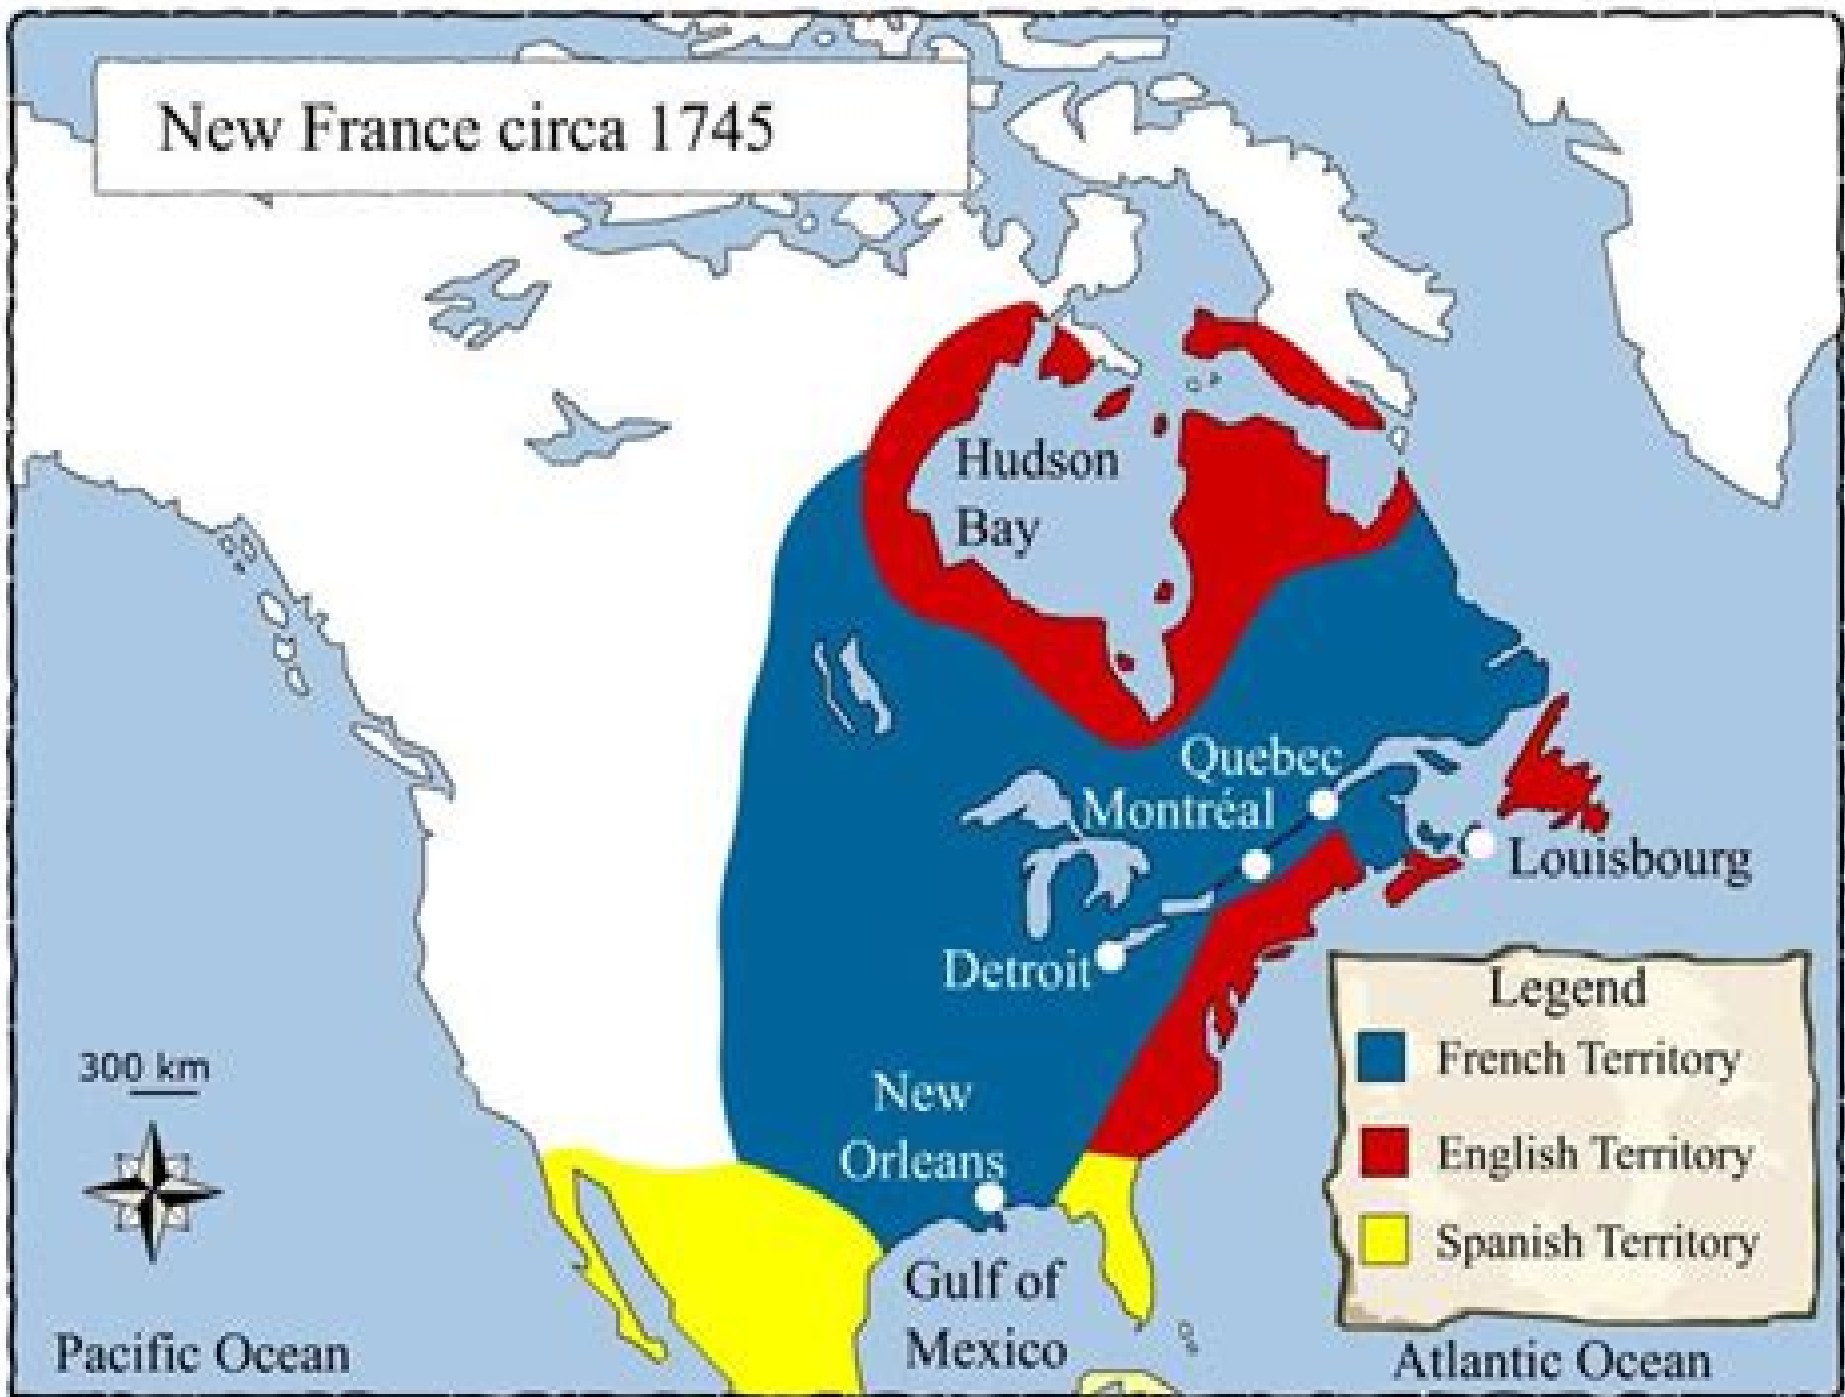 New France circa 1745
Hudson
Bay
Quebec
Montréal
Louisbourg
Detroit
New
Orleans
Gulf of
Mexico
300 km
Pacific Ocean
Legend
French Territory
English Territory
Spanish Territory
Atlantic Ocean